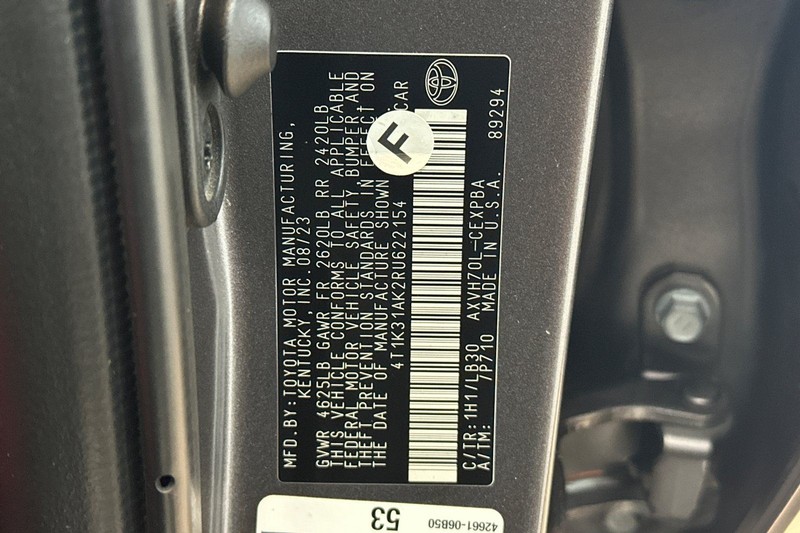 MFD. BY: TOYOTA MOTOR MANUFACTURING,
KENTUCKY, INC. 08/23
GVWR 4625LB GAWR FR 2620LB RR 2420LB
THIS VEHICLE CONFORMS TO ALL APPLICABLE
FEDERAL MOTOR VEHICLE SAFETY, BUMPER AND
THEFT PREVENTION STANDARDS IN EFFECT ON
THE DATE OF MANUFACTURE SHOWN
4T1K31AK2RU622154 CAR
F
C/TR: 1H1/LB30 AXVH70L-CEXPBA 89294
A/TM: 7P710 MADE IN U.S.A.
53
42661-06B50